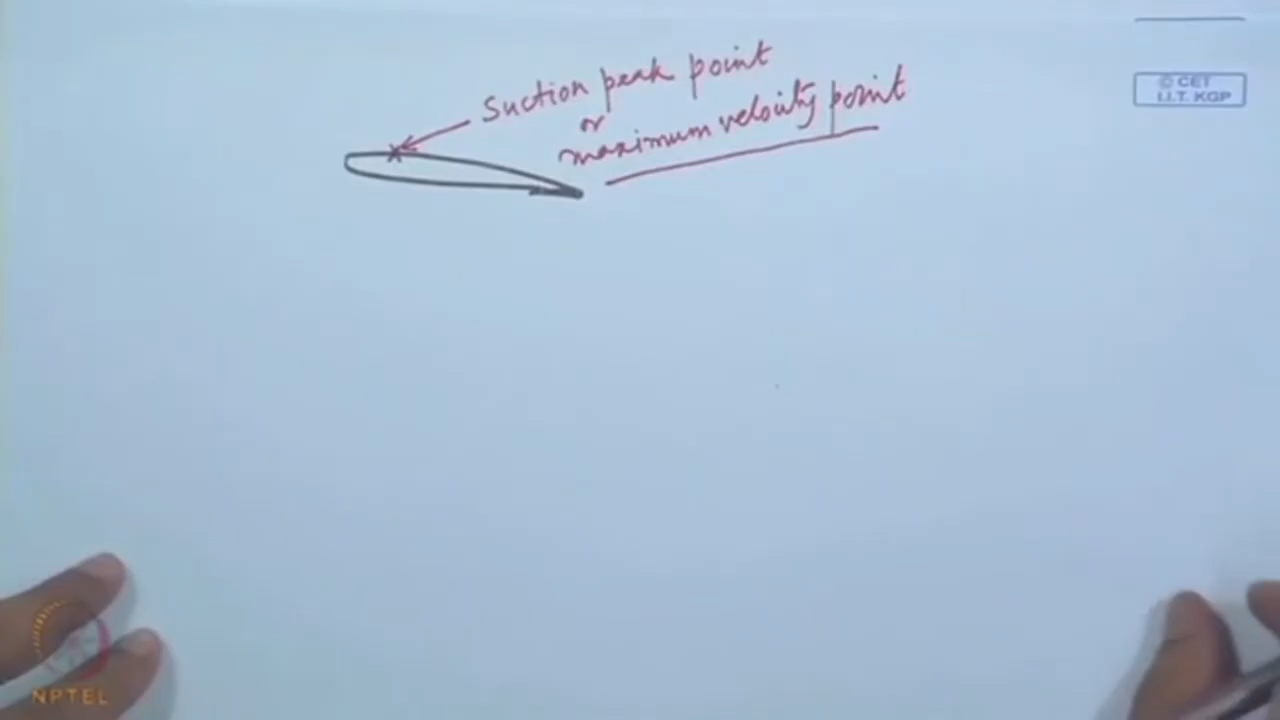 suction peak point
or
maximum velocity point
© CET
I.I.T. KGP
NPTEL